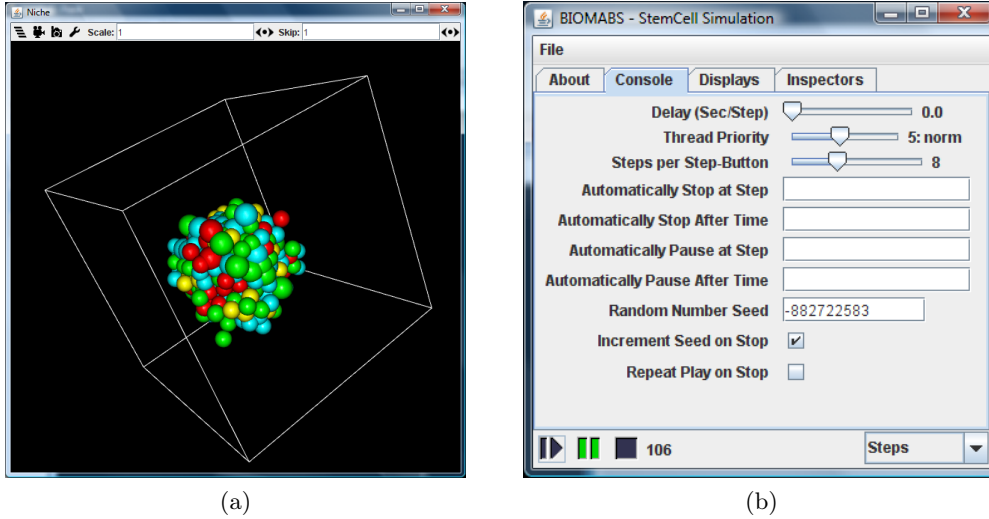 Niche
Scale: 1
Skip: 1
(a)
BIOMABS - StemCell Simulation
File
About Console Displays Inspectors
Delay (Sec/Step) 0.0
Thread Priority 5: norm
Steps per Step-Button 8
Automatically Stop at Step
Automatically Stop After Time
Automatically Pause at Step
Automatically Pause After Time
Random Number Seed -882722583
Increment Seed on Stop
Repeat Play on Stop
106 Steps
(b)